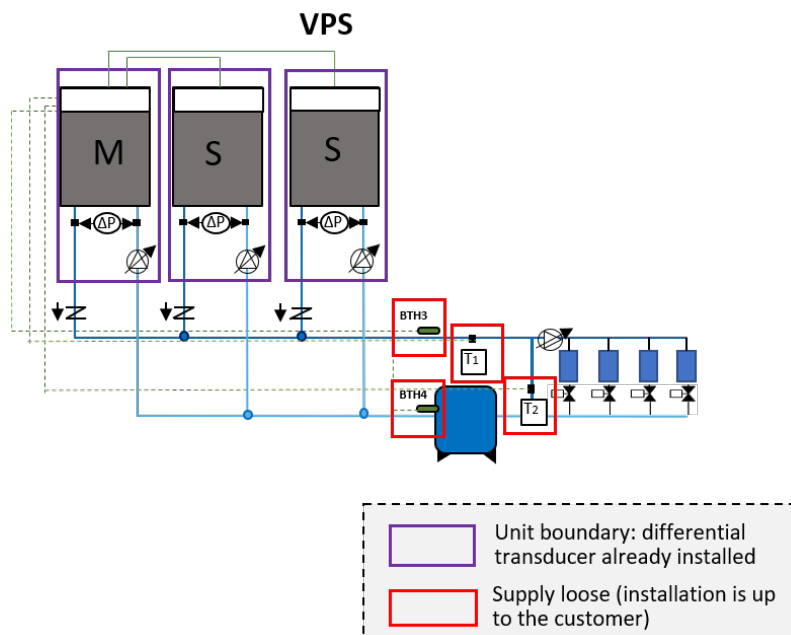 VPS
M
S
S
ΔP
ΔP
ΔP
BTH3
T1
BTH4
T2
Unit boundary: differential
transducer already installed
Supply loose (installation is up
to the customer)